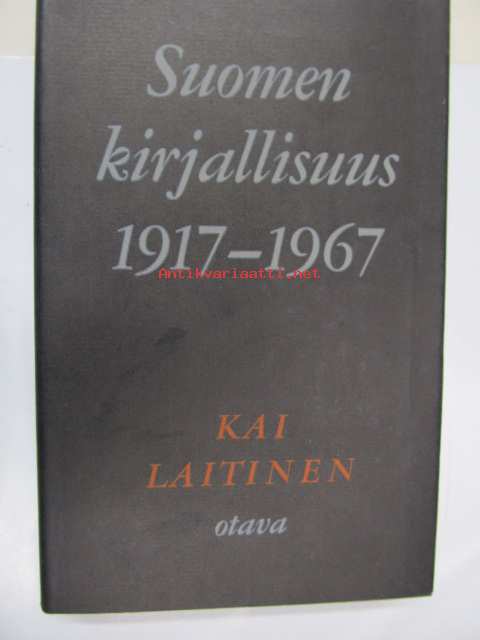 Suomen
kirjallisuus
1917–1967
Antikvariaatti.net
KAI
LAITINEN
otava